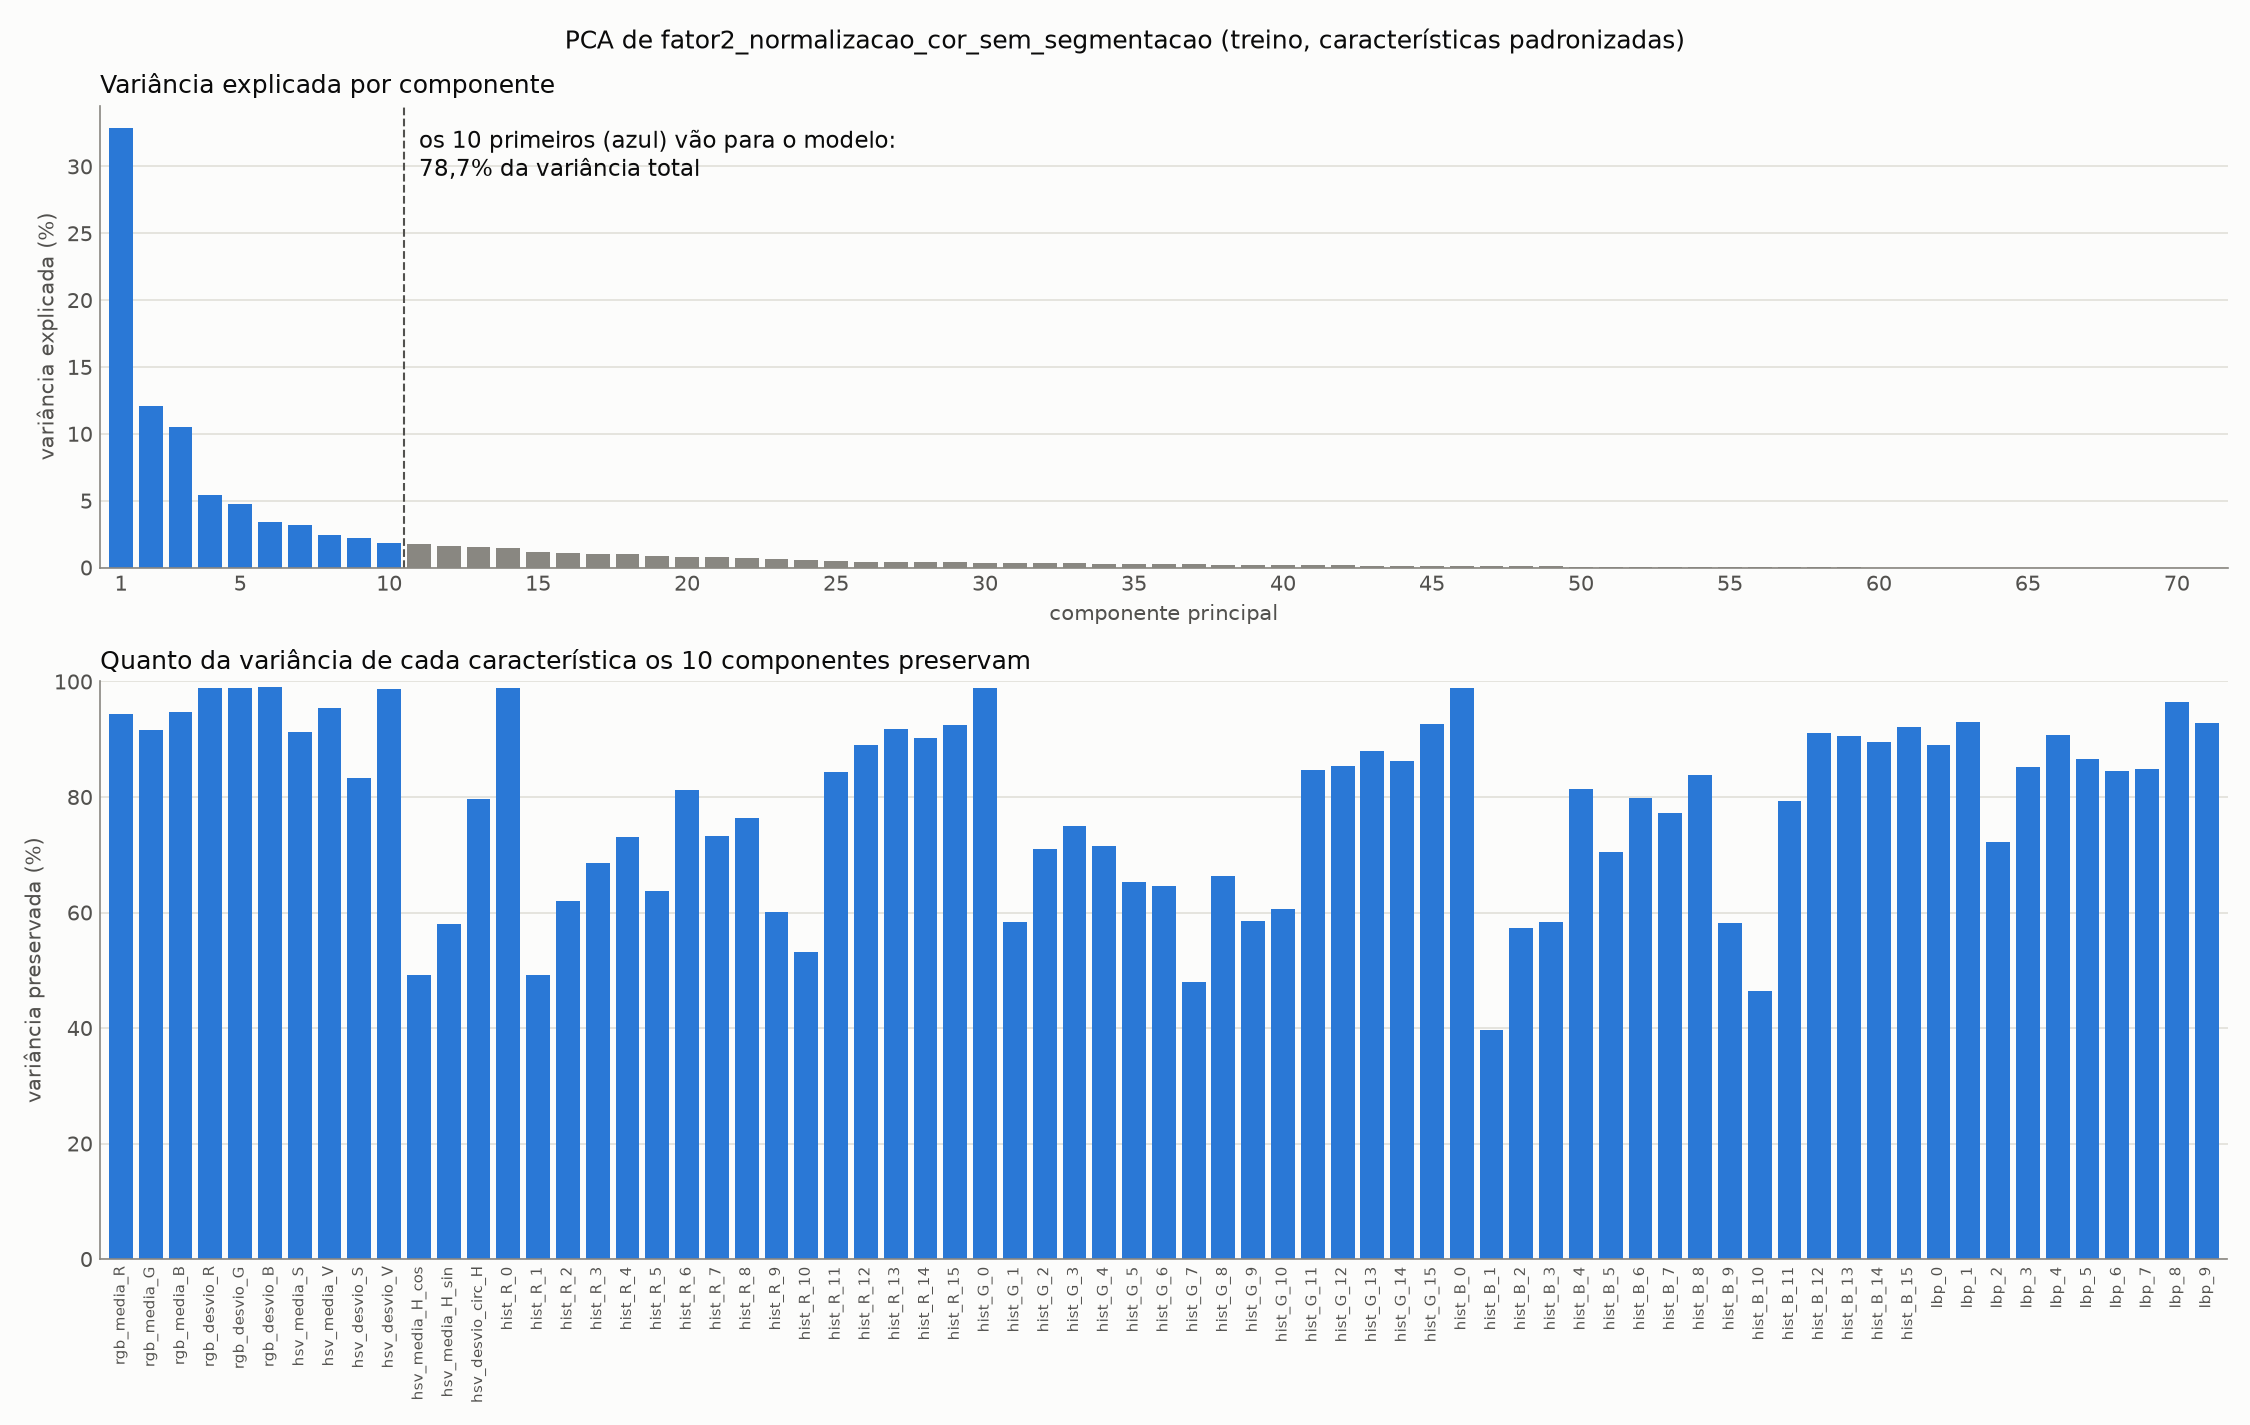 PCA de fator2_normalizacao_cor_sem_segmentacao (treino, características padronizadas)
Variância explicada por componente
os 10 primeiros (azul) vão para o modelo:
78,7% da variância total
variância explicada (%)
30
25
20
15
10
5
0
1 5 10 15 20 25 30 35 40 45 50 55 60 65 70
componente principal
Quanto da variância de cada característica os 10 componentes preservam
variância preservada (%)
100
80
60
40
20
0
rgb_media_R
rgb_media_G
rgb_media_B
rgb_desvio_R
rgb_desvio_G
rgb_desvio_B
hsv_media_S
hsv_media_V
hsv_desvio_S
hsv_desvio_V
hsv_media_H_cos
hsv_media_H_sin
hsv_desvio_circ_H
hist_R_0
hist_R_1
hist_R_2
hist_R_3
hist_R_4
hist_R_5
hist_R_6
hist_R_7
hist_R_8
hist_R_9
hist_R_10
hist_R_11
hist_R_12
hist_R_13
hist_R_14
hist_R_15
hist_G_0
hist_G_1
hist_G_2
hist_G_3
hist_G_4
hist_G_5
hist_G_6
hist_G_7
hist_G_8
hist_G_9
hist_G_10
hist_G_11
hist_G_12
hist_G_13
hist_G_14
hist_G_15
hist_B_0
hist_B_1
hist_B_2
hist_B_3
hist_B_4
hist_B_5
hist_B_6
hist_B_7
hist_B_8
hist_B_9
hist_B_10
hist_B_11
hist_B_12
hist_B_13
hist_B_14
hist_B_15
lbp_0
lbp_1
lbp_2
lbp_3
lbp_4
lbp_5
lbp_6
lbp_7
lbp_8
lbp_9